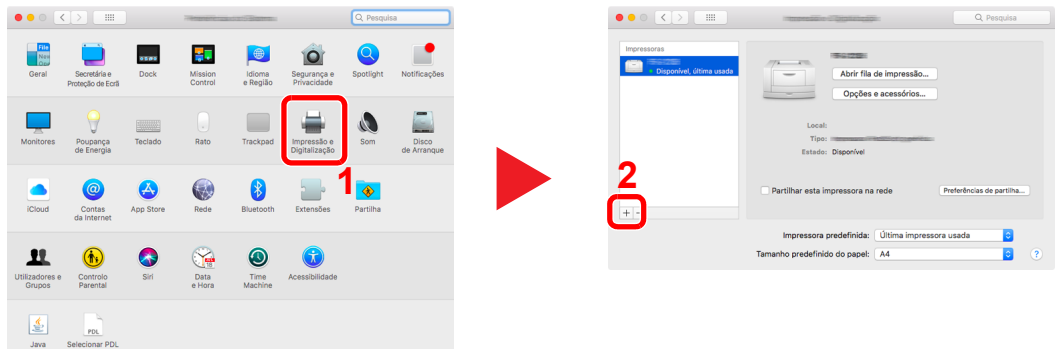 Pesquisa
File
New
Ope
Geral
Secretária e
Proteção de Ecrã
Dock
Mission
Control
Idioma
e Região
Segurança e
Privacidade
Spotlight
Notificações
Monitores
Poupança
de Energia
Teclado
Rato
Trackpad
Impressão e
Digitalização
Som
Disco
de Arranque
1
iCloud
Contas
da Internet
App Store
Rede
Bluetooth
Extensões
Partilha
Utilizadores e
Grupos
Controlo
Parental
Siri
Data
e Hora
Time
Machine
Acessibilidade
Java
PDL
Selecionar PDL
Pesquisa
Impressoras
Disponível, última usada
Abrir fila de impressão...
Opções e acessórios...
Local:
Tipo:
Estado: Disponível
2
Partilhar esta impressora na rede
Preferências de partilha...
+ -
Impressora predefinida: Última impressora usada
Tamanho predefinido do papel: A4
?